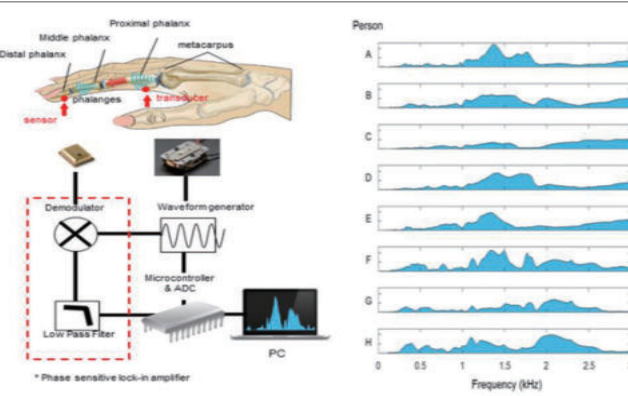 Proximal phalanx
Middle phalanx
metacarpus
Distal phalanx
phalanges
transducer
sensor
Demodulator
Waveform generator
Microcontroller
& ADC
Low Pass Filter
PC
* Phase sensitive lock-in amplifier
Person
A
B
C
D
E
F
G
H
0 0.5 1 1.5 2 2.5
Frequency (kHz)